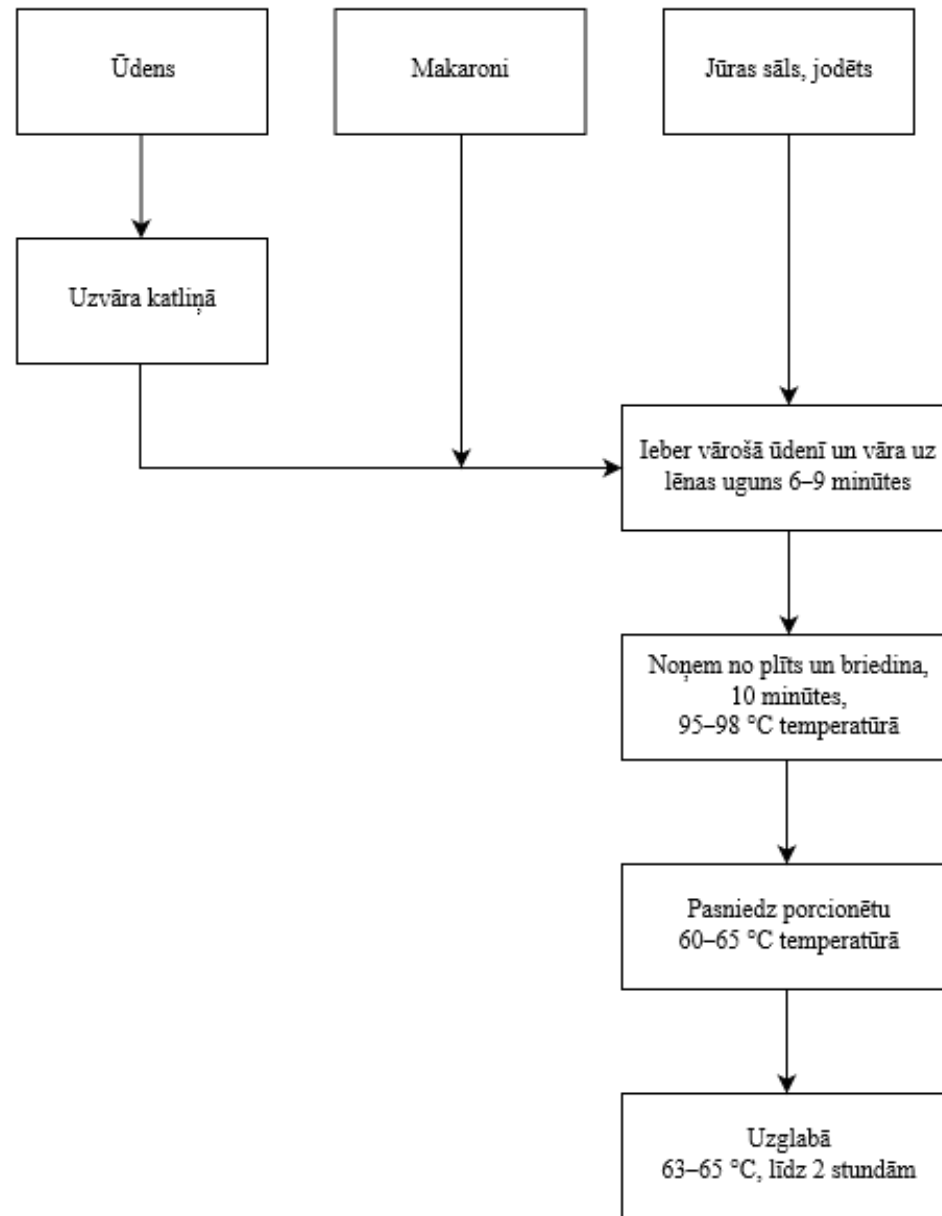 Ūdens
Makaroni
Jūras sāls, jodēts
Uzvāra katliņā
Ieber vārošā ūdenī un vāra uz
lēnas uguns 6–9 minūtes
Noņem no plīts un briedina,
10 minūtes,
95–98 °C temperatūrā
Pasniedz porcionētu
60–65 °C temperatūrā
Uzglabā
63–65 °C, līdz 2 stundām